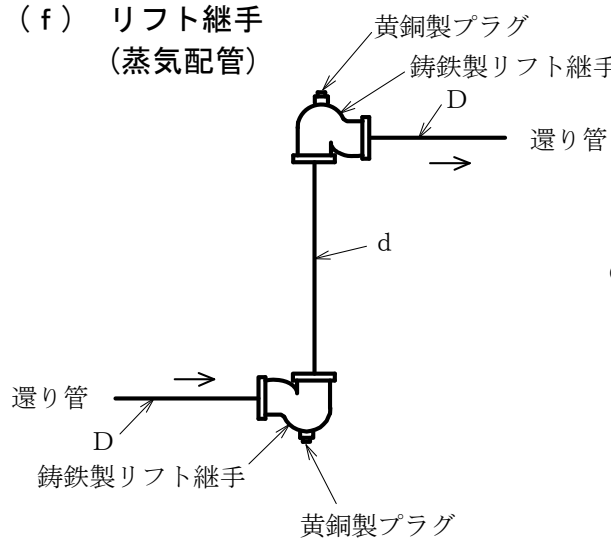 (f) リフト継手
(蒸気配管)
黄銅製プラグ
鋳鉄製リフト継手
D
還り管
d
還り管
D
鋳鉄製リフト継手
黄銅製プラグ